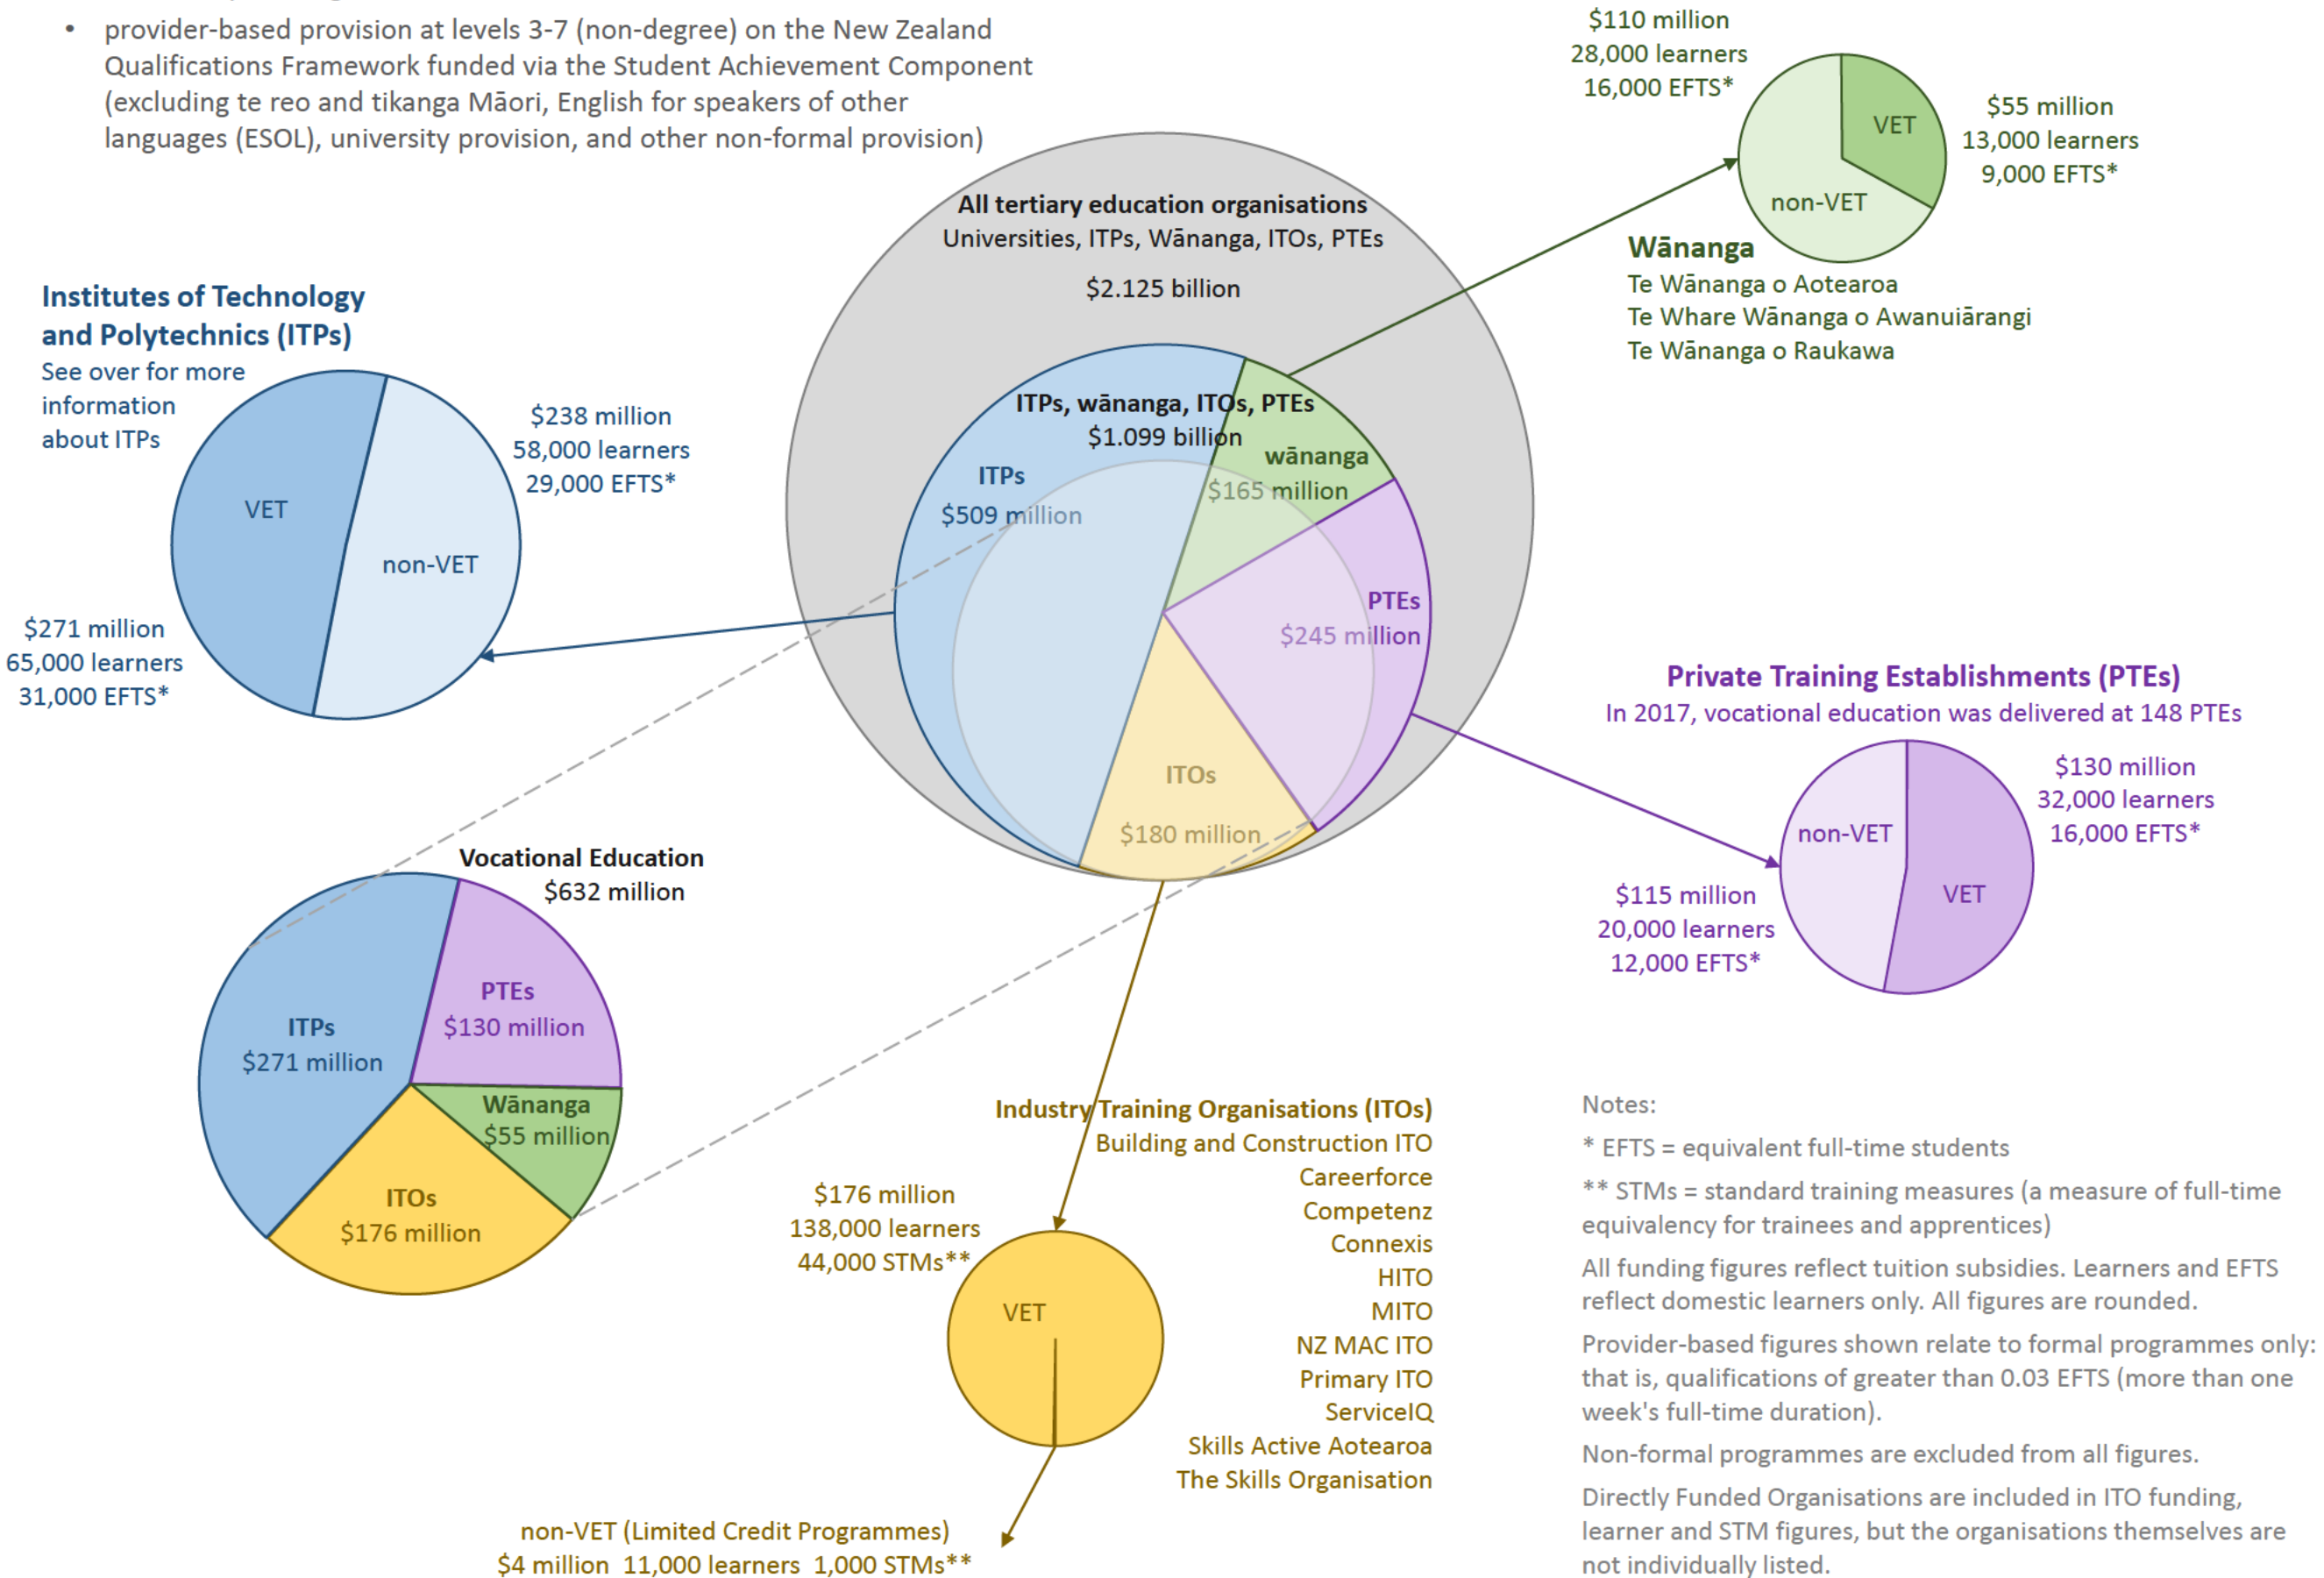 • provider-based provision at levels 3-7 (non-degree) on the New Zealand
Qualifications Framework funded via the Student Achievement Component
(excluding te reo and tikanga Māori, English for speakers of other
languages (ESOL), university provision, and other non-formal provision)
$110 million
28,000 learners
16,000 EFTS*
VET
non-VET
$55 million
13,000 learners
9,000 EFTS*
Wānanga
Te Wānanga o Aotearoa
Te Whare Wānanga o Awanuiārangi
Te Wānanga o Raukawa
All tertiary education organisations
Universities, ITPs, Wānanga, ITOs, PTEs
$2.125 billion
ITPs, wānanga, ITOs, PTEs
$1.099 billion
ITPs
$509 million
wānanga
$165 million
PTEs
$245 million
ITOs
$180 million
Institutes of Technology
and Polytechnics (ITPs)
See over for more
information
about ITPs
VET
non-VET
$238 million
58,000 learners
29,000 EFTS*
$271 million
65,000 learners
31,000 EFTS*
Private Training Establishments (PTEs)
In 2017, vocational education was delivered at 148 PTEs
non-VET
VET
$130 million
32,000 learners
16,000 EFTS*
$115 million
20,000 learners
12,000 EFTS*
Vocational Education
$632 million
ITPs
$271 million
PTEs
$130 million
Wānanga
$55 million
ITOs
$176 million
Industry Training Organisations (ITOs)
Building and Construction ITO
Careerforce
Competenz
Connexis
HITO
MITO
NZ MAC ITO
Primary ITO
ServiceIQ
Skills Active Aotearoa
The Skills Organisation
$176 million
138,000 learners
44,000 STMs**
VET
non-VET (Limited Credit Programmes)
$4 million 11,000 learners 1,000 STMs**
Notes:
* EFTS = equivalent full-time students
** STMs = standard training measures (a measure of full-time
equivalency for trainees and apprentices)
All funding figures reflect tuition subsidies. Learners and EFTS
reflect domestic learners only. All figures are rounded.
Provider-based figures shown relate to formal programmes only:
that is, qualifications of greater than 0.03 EFTS (more than one
week's full-time duration).
Non-formal programmes are excluded from all figures.
Directly Funded Organisations are included in ITO funding,
learner and STM figures, but the organisations themselves are
not individually listed.